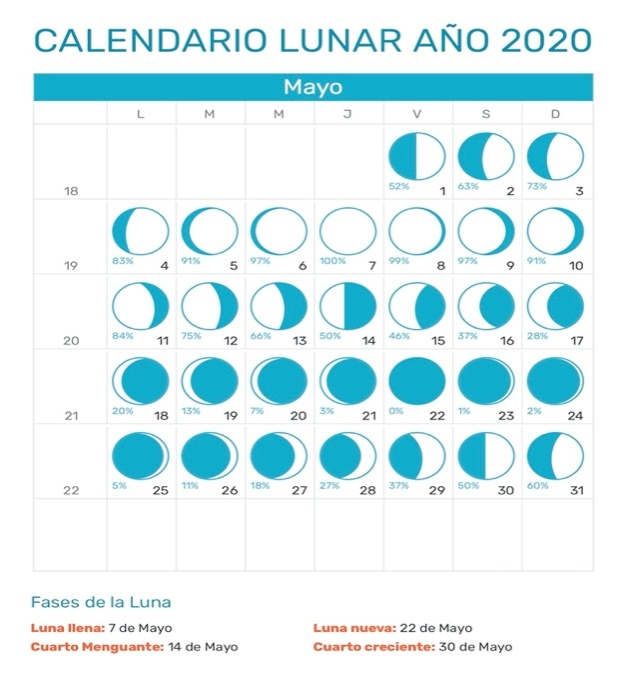 CALENDARIO LUNAR AÑO 2020
Mayo
L M M J V S D
18 52% 1 63% 2 73% 3
19 83% 4 91% 5 97% 6 100% 7 99% 8 97% 9 91% 10
20 84% 11 75% 12 66% 13 50% 14 46% 15 37% 16 28% 17
21 20% 18 13% 19 7% 20 3% 21 0% 22 1% 23 2% 24
22 5% 25 11% 26 18% 27 27% 28 37% 29 50% 30 60% 31
Fases de la Luna
Luna llena: 7 de Mayo Luna nueva: 22 de Mayo
Cuarto Menguante: 14 de Mayo Cuarto creciente: 30 de Mayo